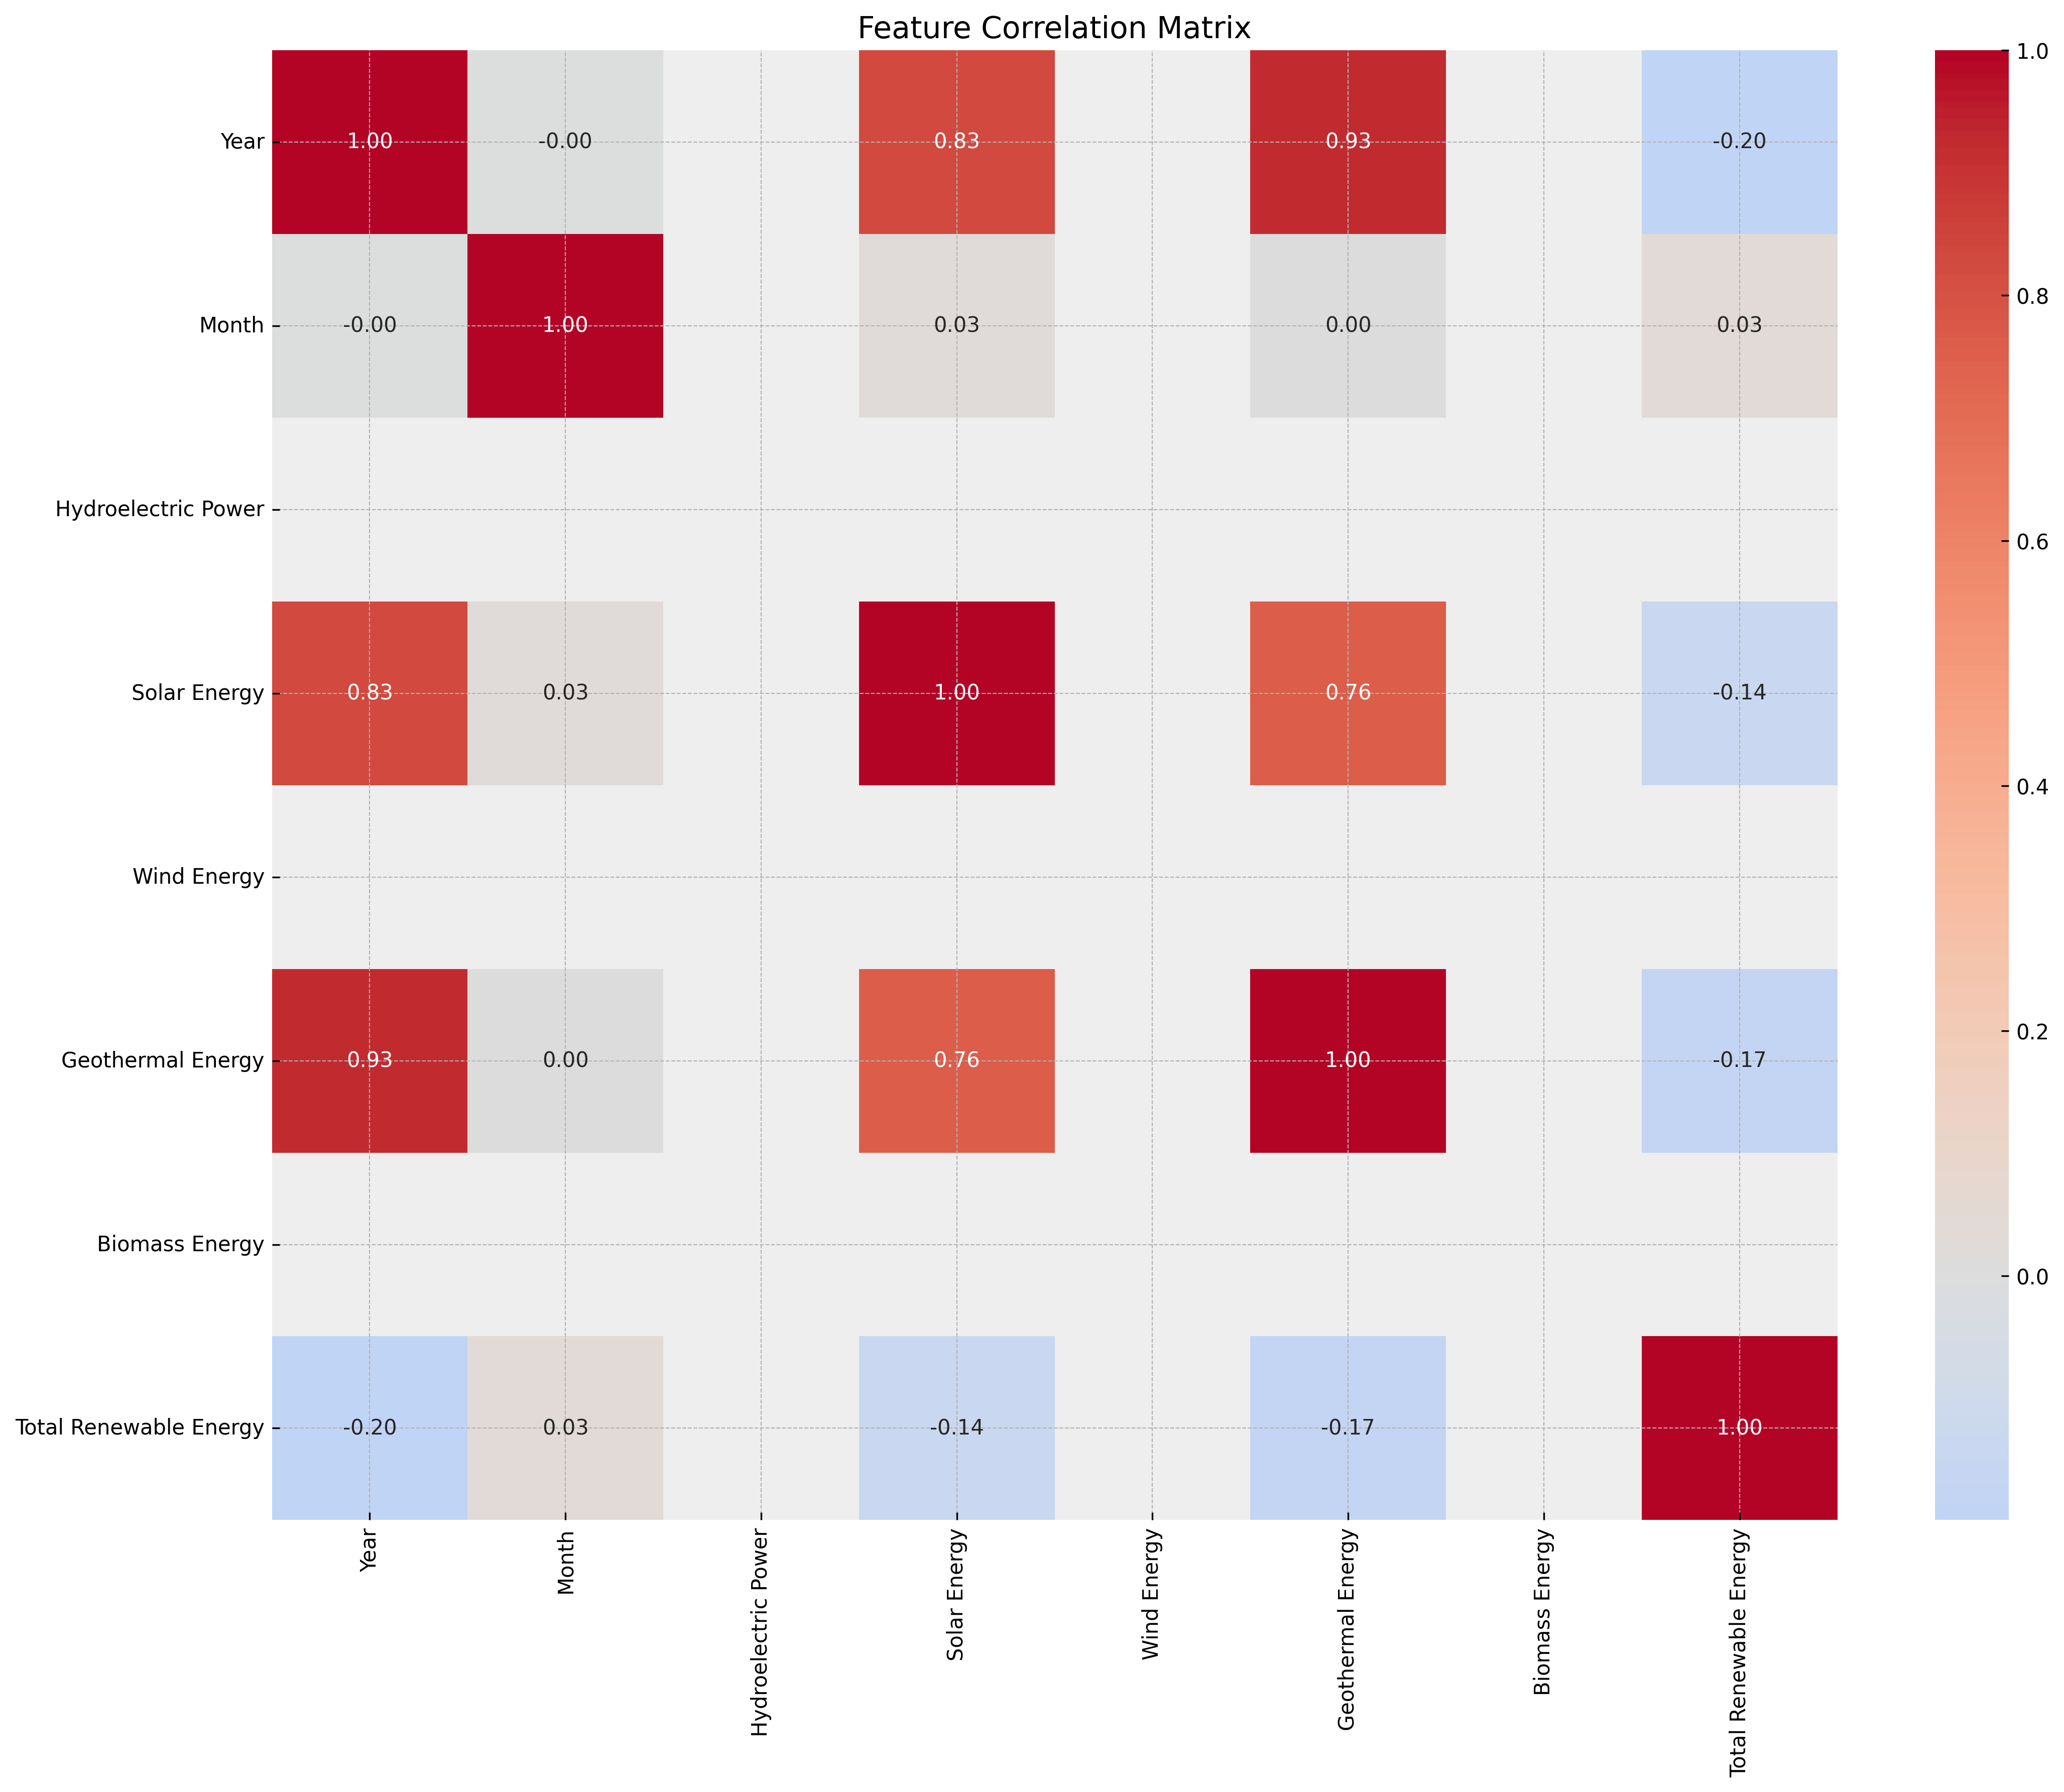 Feature Correlation Matrix
Year 1.00 -0.00 0.83 0.93 -0.20
Month -0.00 1.00 0.03 0.00 0.03
Hydroelectric Power
Solar Energy 0.83 0.03 1.00 0.76 -0.14
Wind Energy
Geothermal Energy 0.93 0.00 0.76 1.00 -0.17
Biomass Energy
Total Renewable Energy -0.20 0.03 -0.14 -0.17 1.00
Year
Month
Hydroelectric Power
Solar Energy
Wind Energy
Geothermal Energy
Biomass Energy
Total Renewable Energy
1.0
0.8
0.6
0.4
0.2
0.0